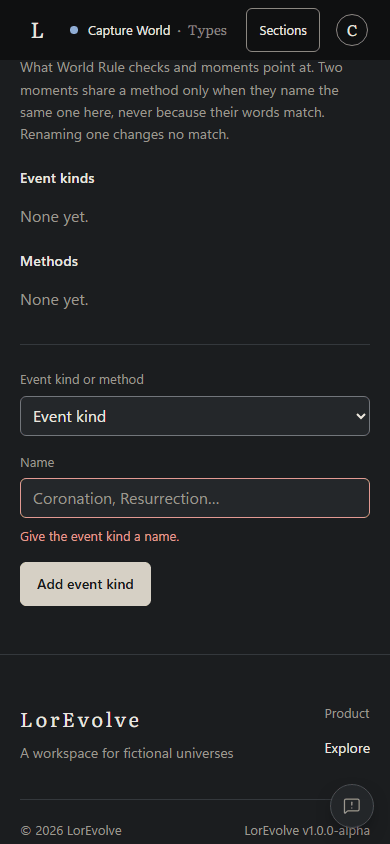 L Capture World · Types Sections C
What World Rule checks and moments point at. Two
moments share a method only when they name the
same one here, never because their words match.
Renaming one changes no match.
Event kinds
None yet.
Methods
None yet.
Event kind or method
Event kind
Name
Coronation, Resurrection...
Give the event kind a name.
Add event kind
LorEvolve
A workspace for fictional universes
Product
Explore
© 2026 LorEvolve
LorEvolve v1.0.0-alpha